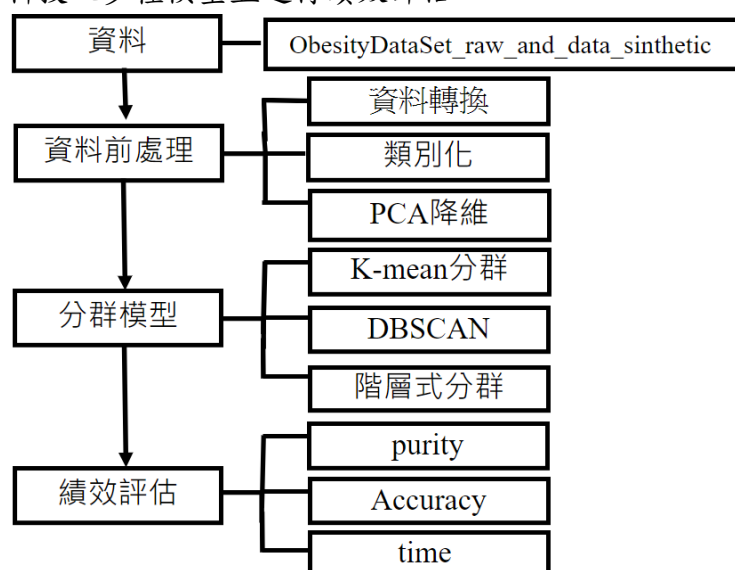 資料
ObesityDataSet_raw_and_data_sinthetic
資料前處理
資料轉換
類別化
PCA降維
分群模型
K-mean分群
DBSCAN
階層式分群
績效評估
purity
Accuracy
time